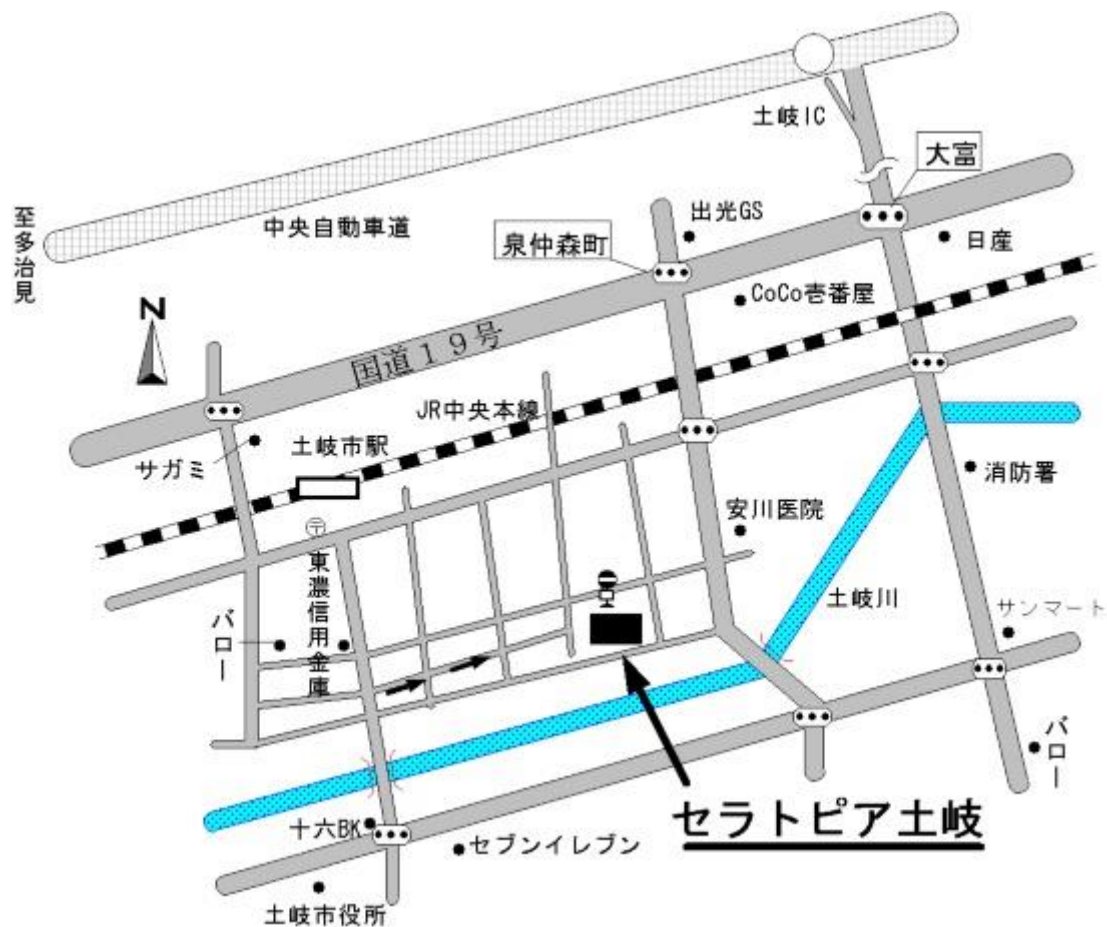 土岐IC
大富
至多治見
中央自動車道
出光GS
泉仲森町
日産
CoCo壱番屋
N
国道１９号
JR中央本線
土岐市駅
サガミ
消防署
安川医院
〒
東濃信用金庫
バロー
土岐川
サンマート
バロー
セラトピア土岐
十六BK
セブンイレブン
土岐市役所